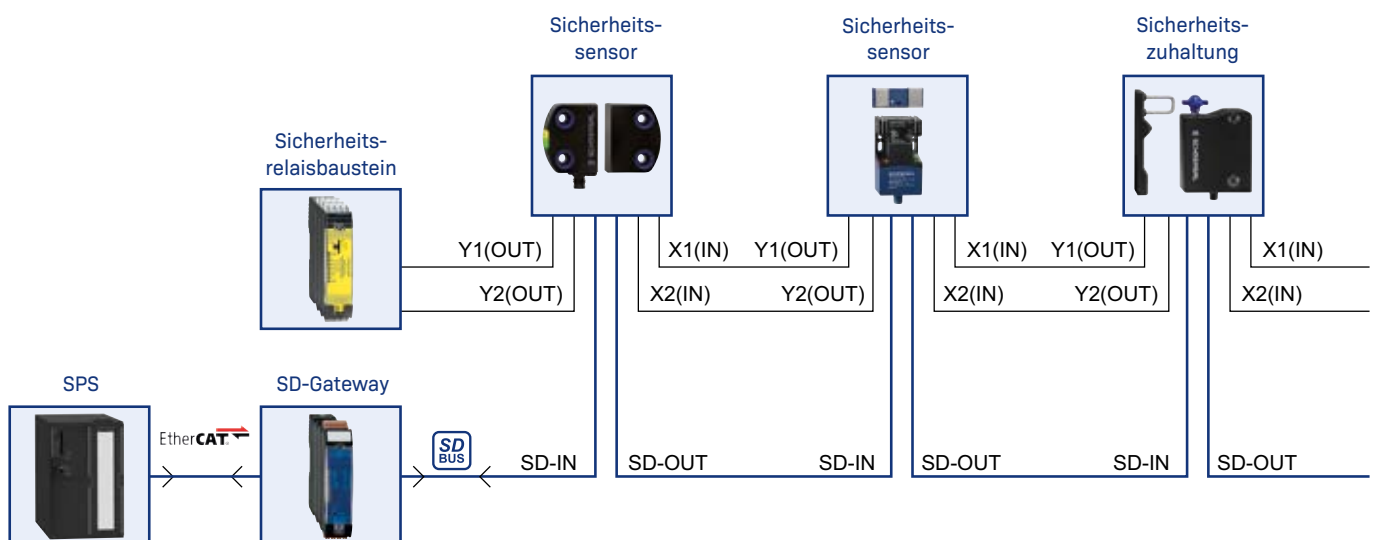 Sicherheits-
sensor
Sicherheits-
sensor
Sicherheits-
zuhaltung
Sicherheits-
relaisbaustein
Y1(OUT)
X1(IN)
Y1(OUT)
X1(IN)
Y1(OUT)
X1(IN)
Y2(OUT)
X2(IN)
Y2(OUT)
X2(IN)
Y2(OUT)
X2(IN)
SPS
SD-Gateway
EtherCAT
SD
BUS
SD-IN
SD-OUT
SD-IN
SD-OUT
SD-IN
SD-OUT
SCHMERSAL